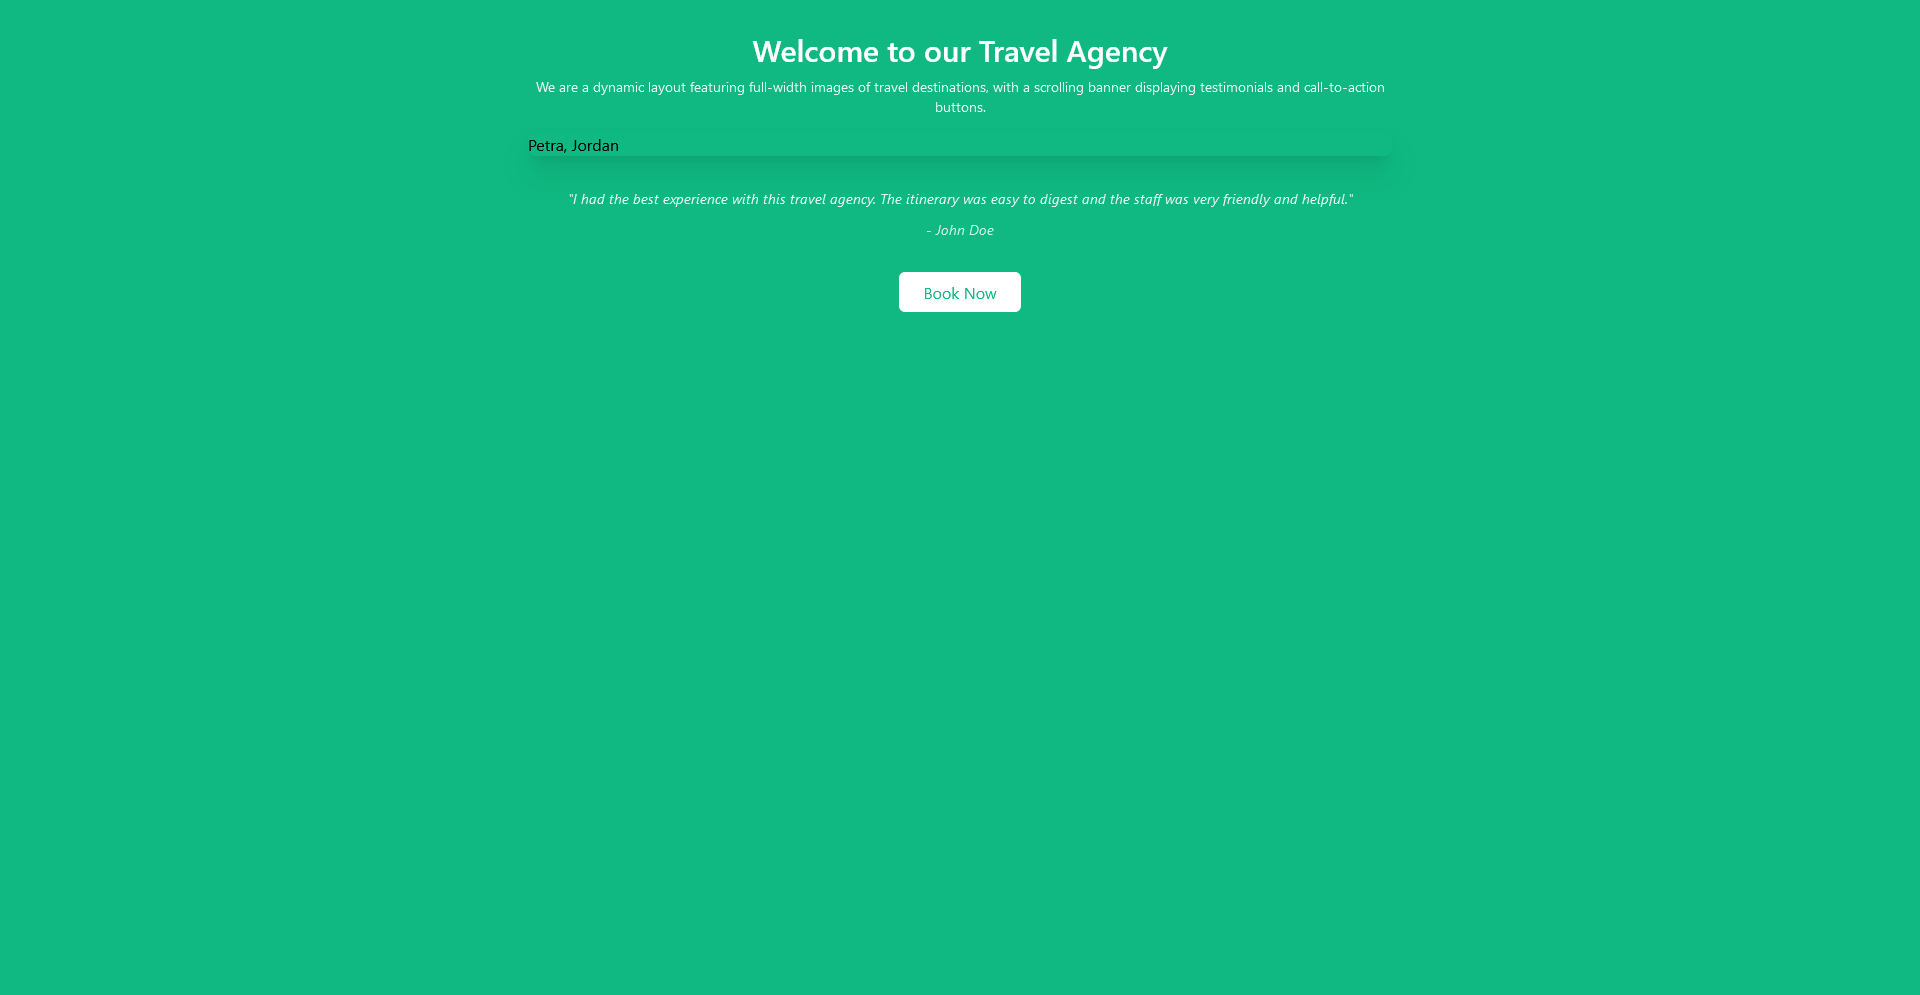 Welcome to our Travel Agency
We are a dynamic layout featuring full-width images of travel destinations, with a scrolling banner displaying testimonials and call-to-action
buttons.
Petra, Jordan
"I had the best experience with this travel agency. The itinerary was easy to digest and the staff was very friendly and helpful."
- John Doe
Book Now